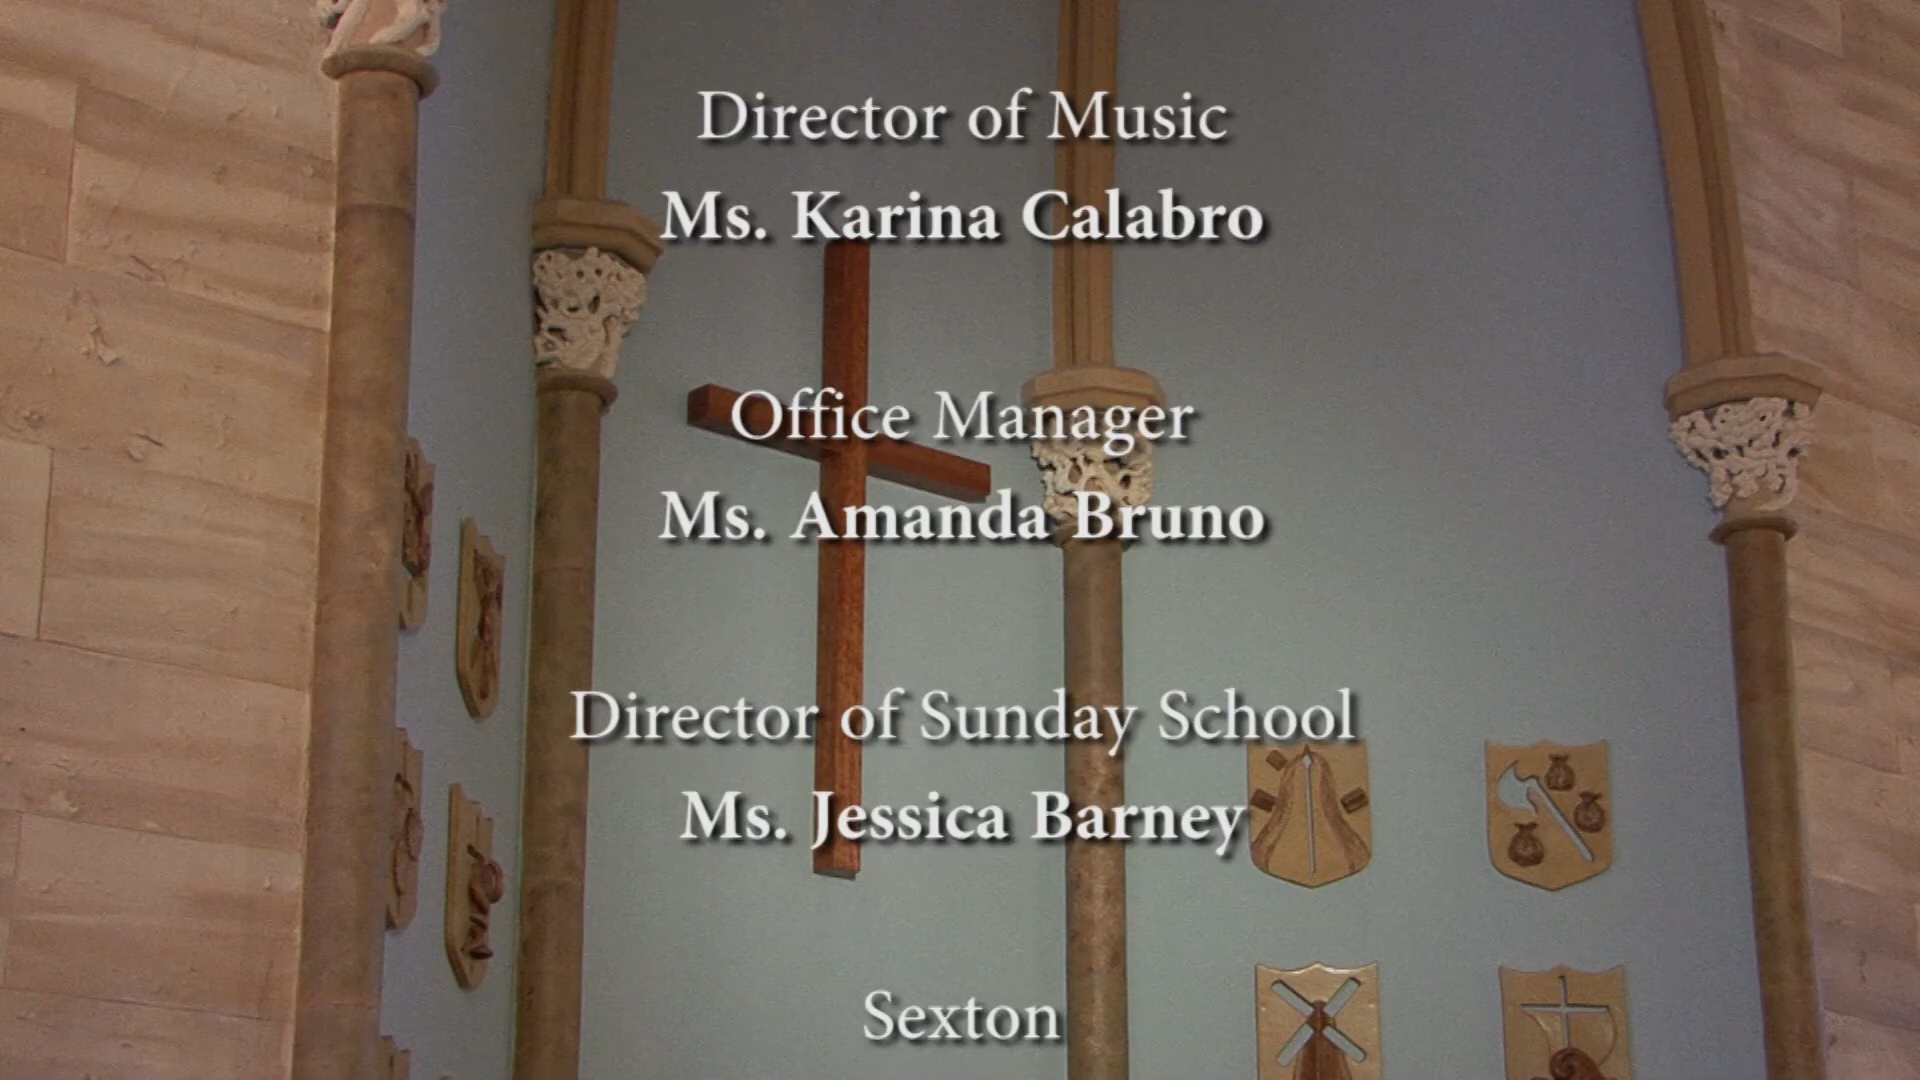 Director of Music
Ms. Karina Calabro
Office Manager
Ms. Amanda Bruno
Director of Sunday School
Ms. Jessica Barney
Sexton